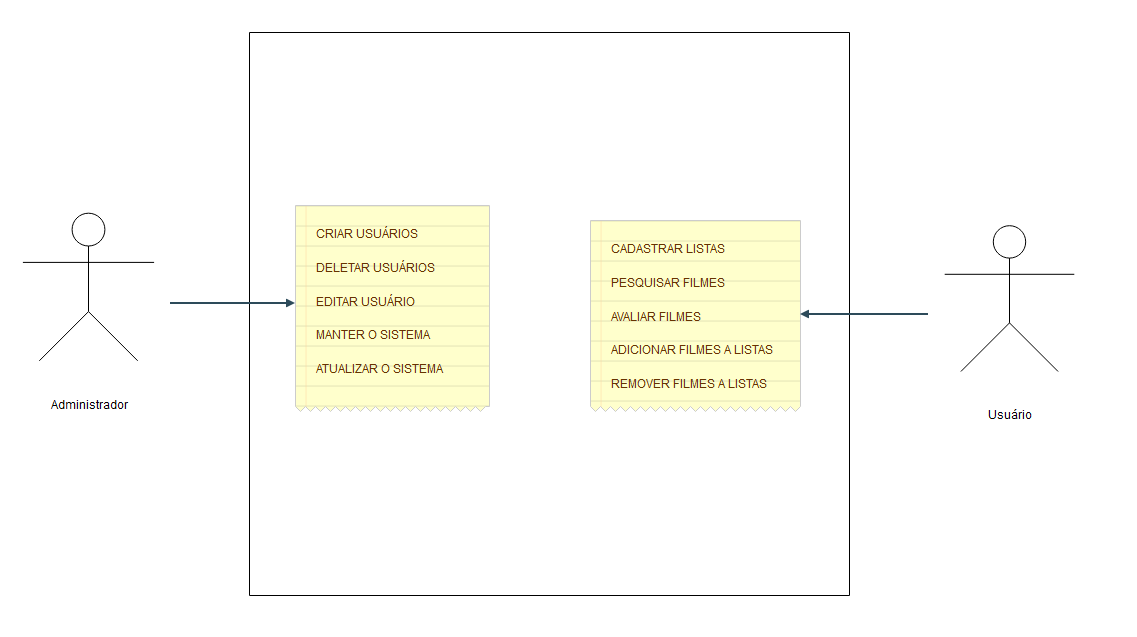 CRIAR USUÁRIOS
DELETAR USUÁRIOS
EDITAR USUÁRIO
MANTER O SISTEMA
ATUALIZAR O SISTEMA
Administrador
CADASTRAR LISTAS
PESQUISAR FILMES
AVALIAR FILMES
ADICIONAR FILMES A LISTAS
REMOVER FILMES A LISTAS
Usuário